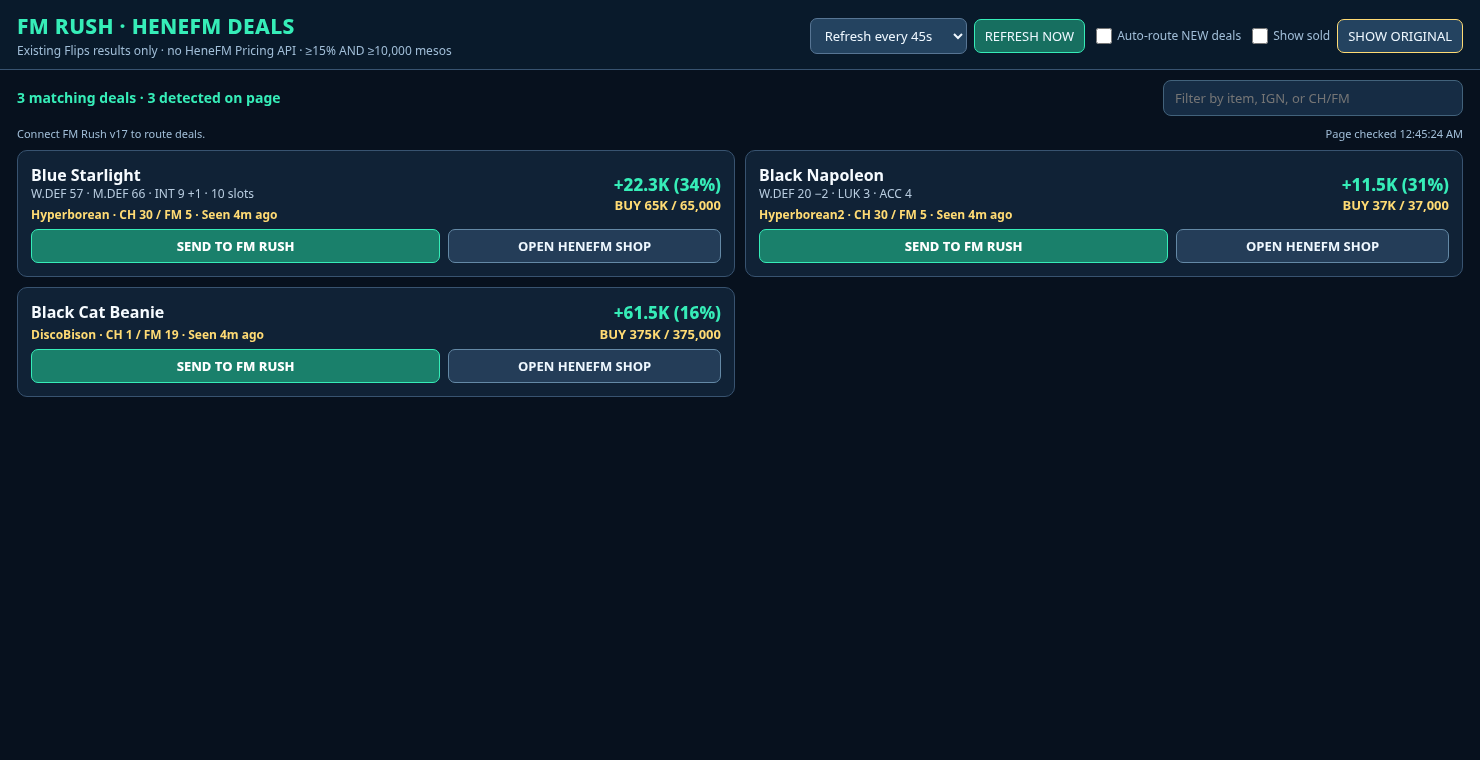 FM RUSH · HENEFM DEALS
Existing Flips results only · no HeneFM Pricing API · ≥15% AND ≥10,000 mesos
Refresh every 45s
REFRESH NOW
Auto-route NEW deals
Show sold
SHOW ORIGINAL
3 matching deals · 3 detected on page
Filter by item, IGN, or CH/FM
Connect FM Rush v17 to route deals.
Page checked 12:45:24 AM
Blue Starlight
W.DEF 57 · M.DEF 66 · INT 9 +1 · 10 slots
Hyperborean · CH 30 / FM 5 · Seen 4m ago
+22.3K (34%)
BUY 65K / 65,000
SEND TO FM RUSH
OPEN HENEFM SHOP
Black Napoleon
W.DEF 20 −2 · LUK 3 · ACC 4
Hyperborean2 · CH 30 / FM 5 · Seen 4m ago
+11.5K (31%)
BUY 37K / 37,000
SEND TO FM RUSH
OPEN HENEFM SHOP
Black Cat Beanie
DiscoBison · CH 1 / FM 19 · Seen 4m ago
+61.5K (16%)
BUY 375K / 375,000
SEND TO FM RUSH
OPEN HENEFM SHOP